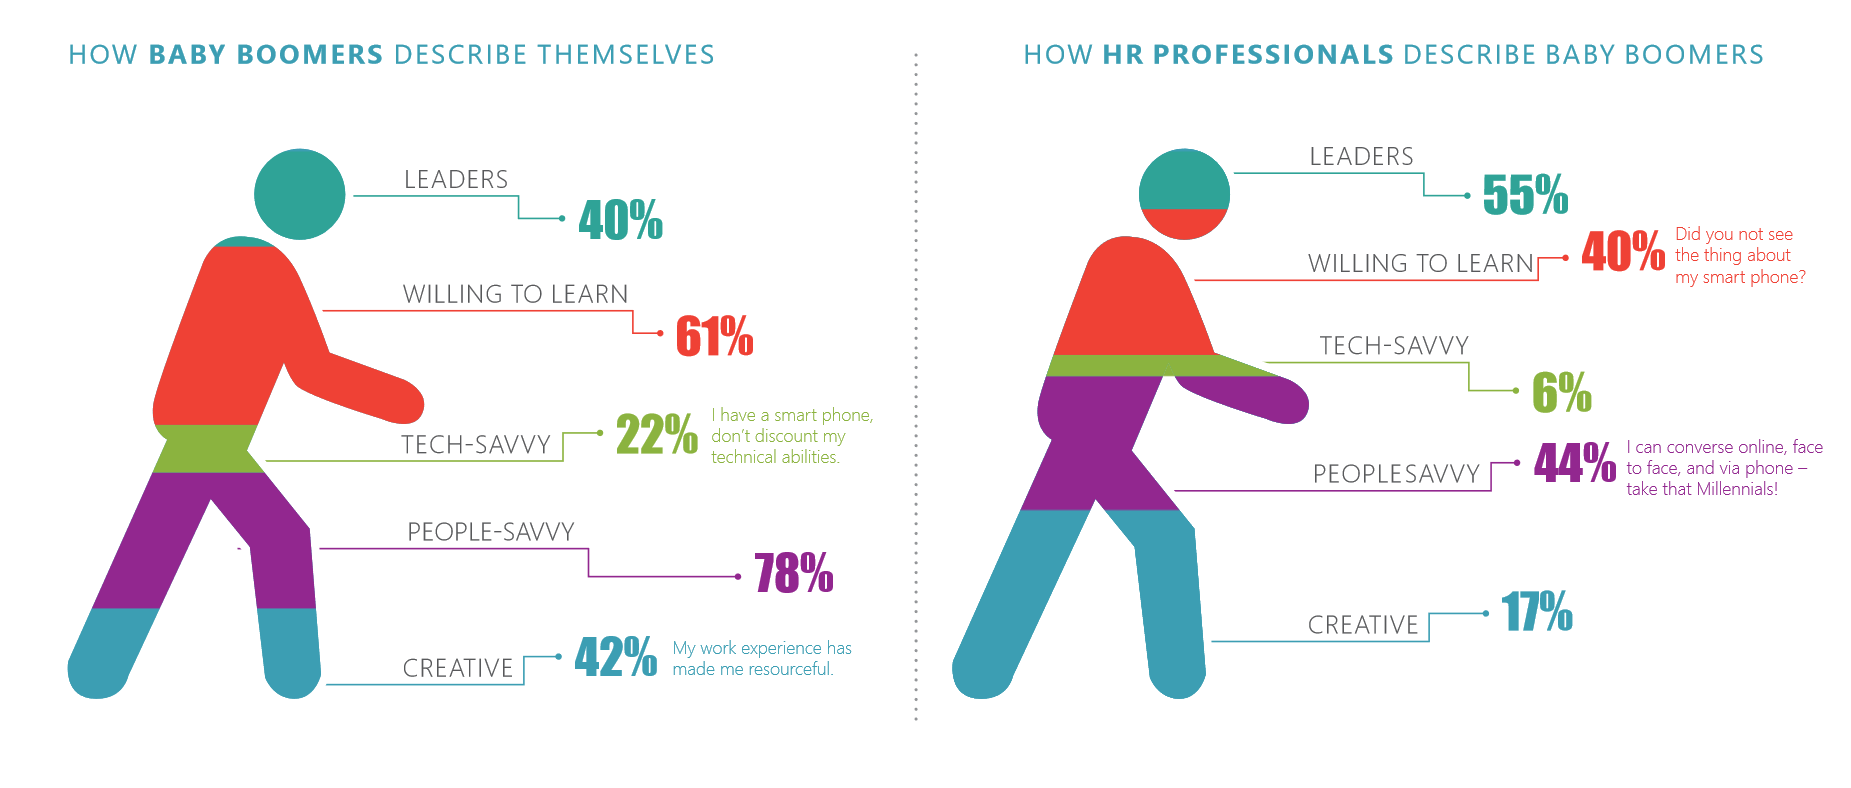 HOW BABY BOOMERS DESCRIBE THEMSELVES
LEADERS
40%
WILLING TO LEARN
61%
TECH-SAVVY
22%
I have a smart phone,
don't discount my
technical abilities.
PEOPLE-SAVVY
78%
CREATIVE
42%
My work experience has
made me resourceful.
HOW HR PROFESSIONALS DESCRIBE BABY BOOMERS
LEADERS
55%
WILLING TO LEARN
40%
Did you not see
the thing about
my smart phone?
TECH-SAVVY
6%
PEOPLESAVVY
44%
I can converse online, face
to face, and via phone –
take that Millennials!
CREATIVE
17%